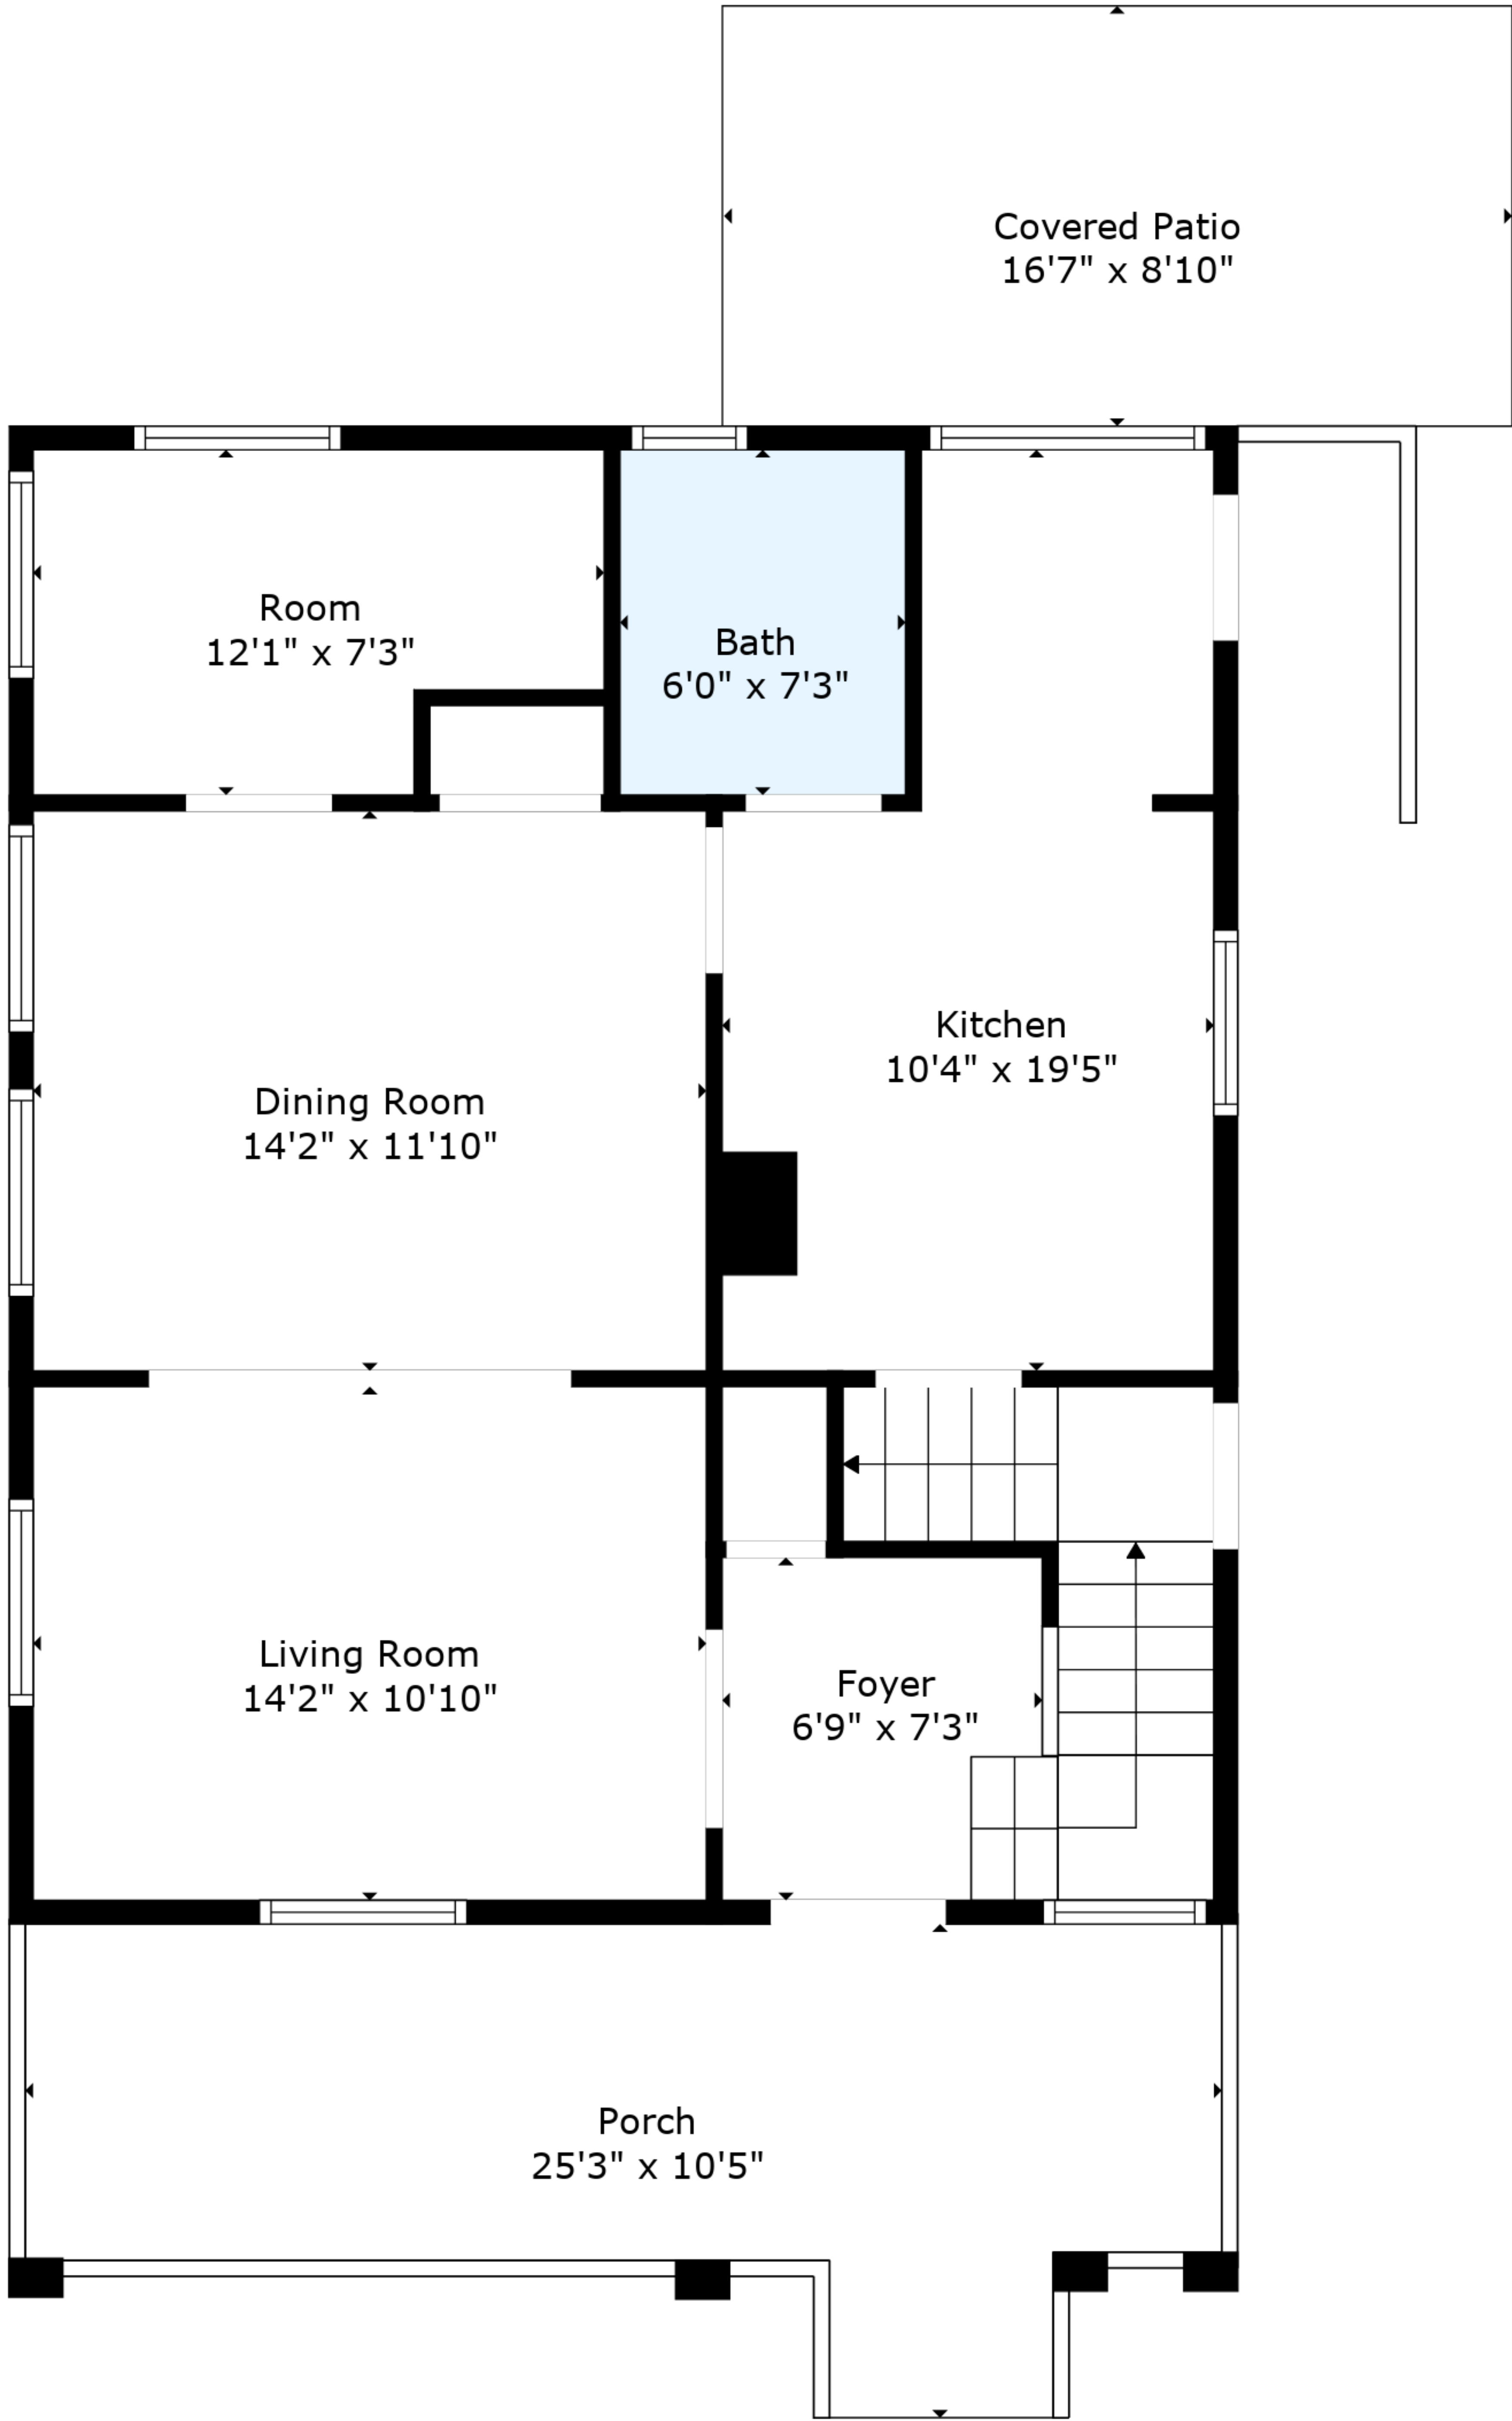 Covered Patio
16'7" x 8'10"
Room
12'1" x 7'3"
Bath
6'0" x 7'3"
Kitchen
10'4" x 19'5"
Dining Room
14'2" x 11'10"
Living Room
14'2" x 10'10"
Foyer
6'9" x 7'3"
Porch
25'3" x 10'5"